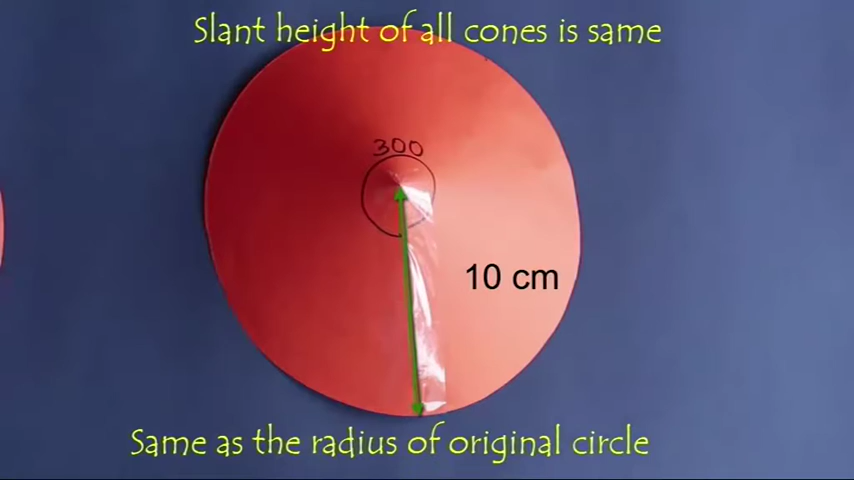 Slant height of all cones is same
300
10 cm
Same as the radius of original circle